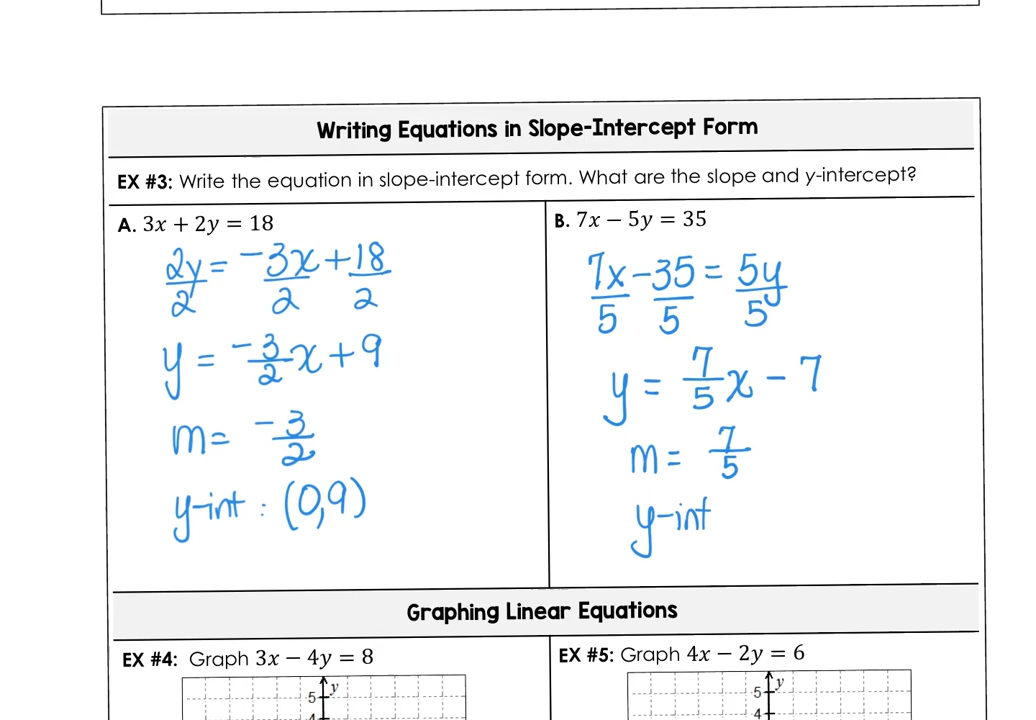 Writing Equations in Slope-Intercept Form
EX #3: Write the equation in slope-intercept form. What are the slope and y-intercept?
A. 3x + 2y = 18
2y/2 = -3x/2 + 18/2
y = -3/2 x + 9
m = -3/2
y-int : (0,9)
B. 7x − 5y = 35
7x/5 - 35/5 = 5y/5
y = 7/5 x - 7
m = 7/5
y-int
Graphing Linear Equations
EX #4: Graph 3x − 4y = 8
5
y
4
EX #5: Graph 4x − 2y = 6
5
y
4